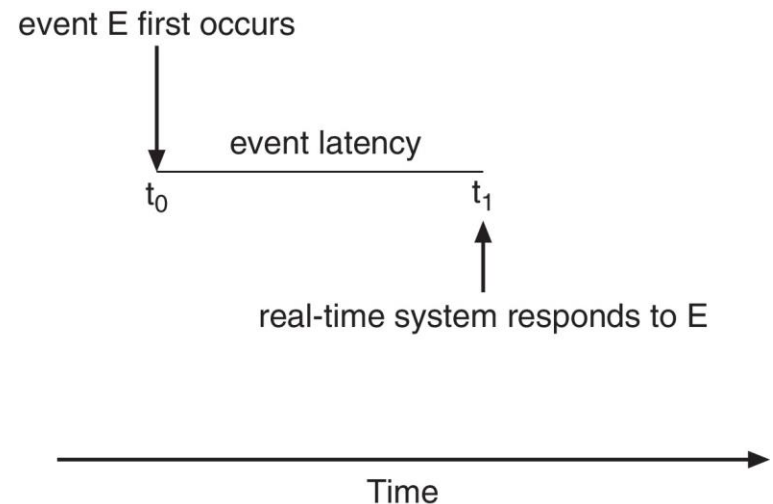 event E first occurs
event latency
t₀
t₁
real-time system responds to E
Time